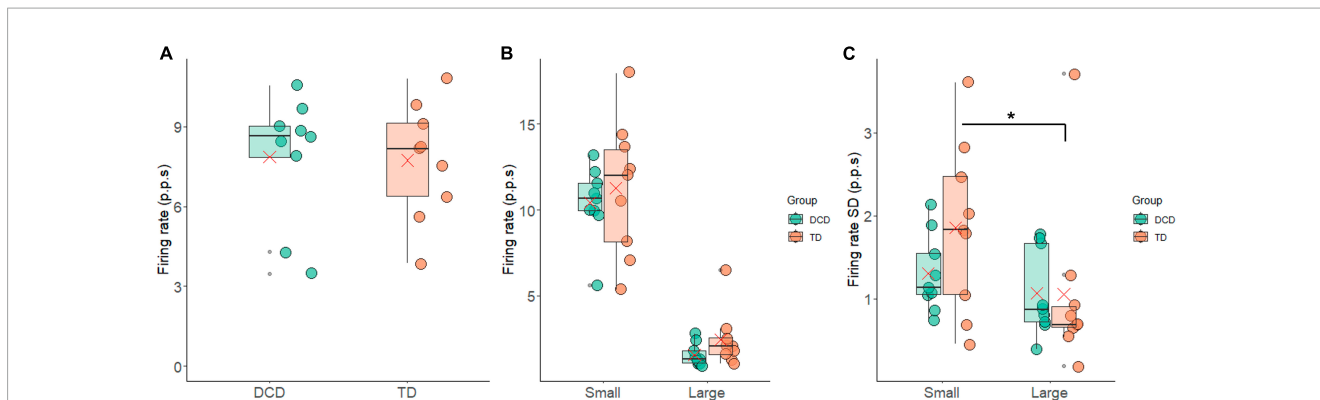 A
Firing rate (p.p.s)
9
6
3
0
DCD
TD
B
Firing rate (p.p.s)
15
10
5
Small
Large
Group
DCD
TD
C
Firing rate SD (p.p.s)
3
2
1
*
Small
Large
Group
DCD
TD